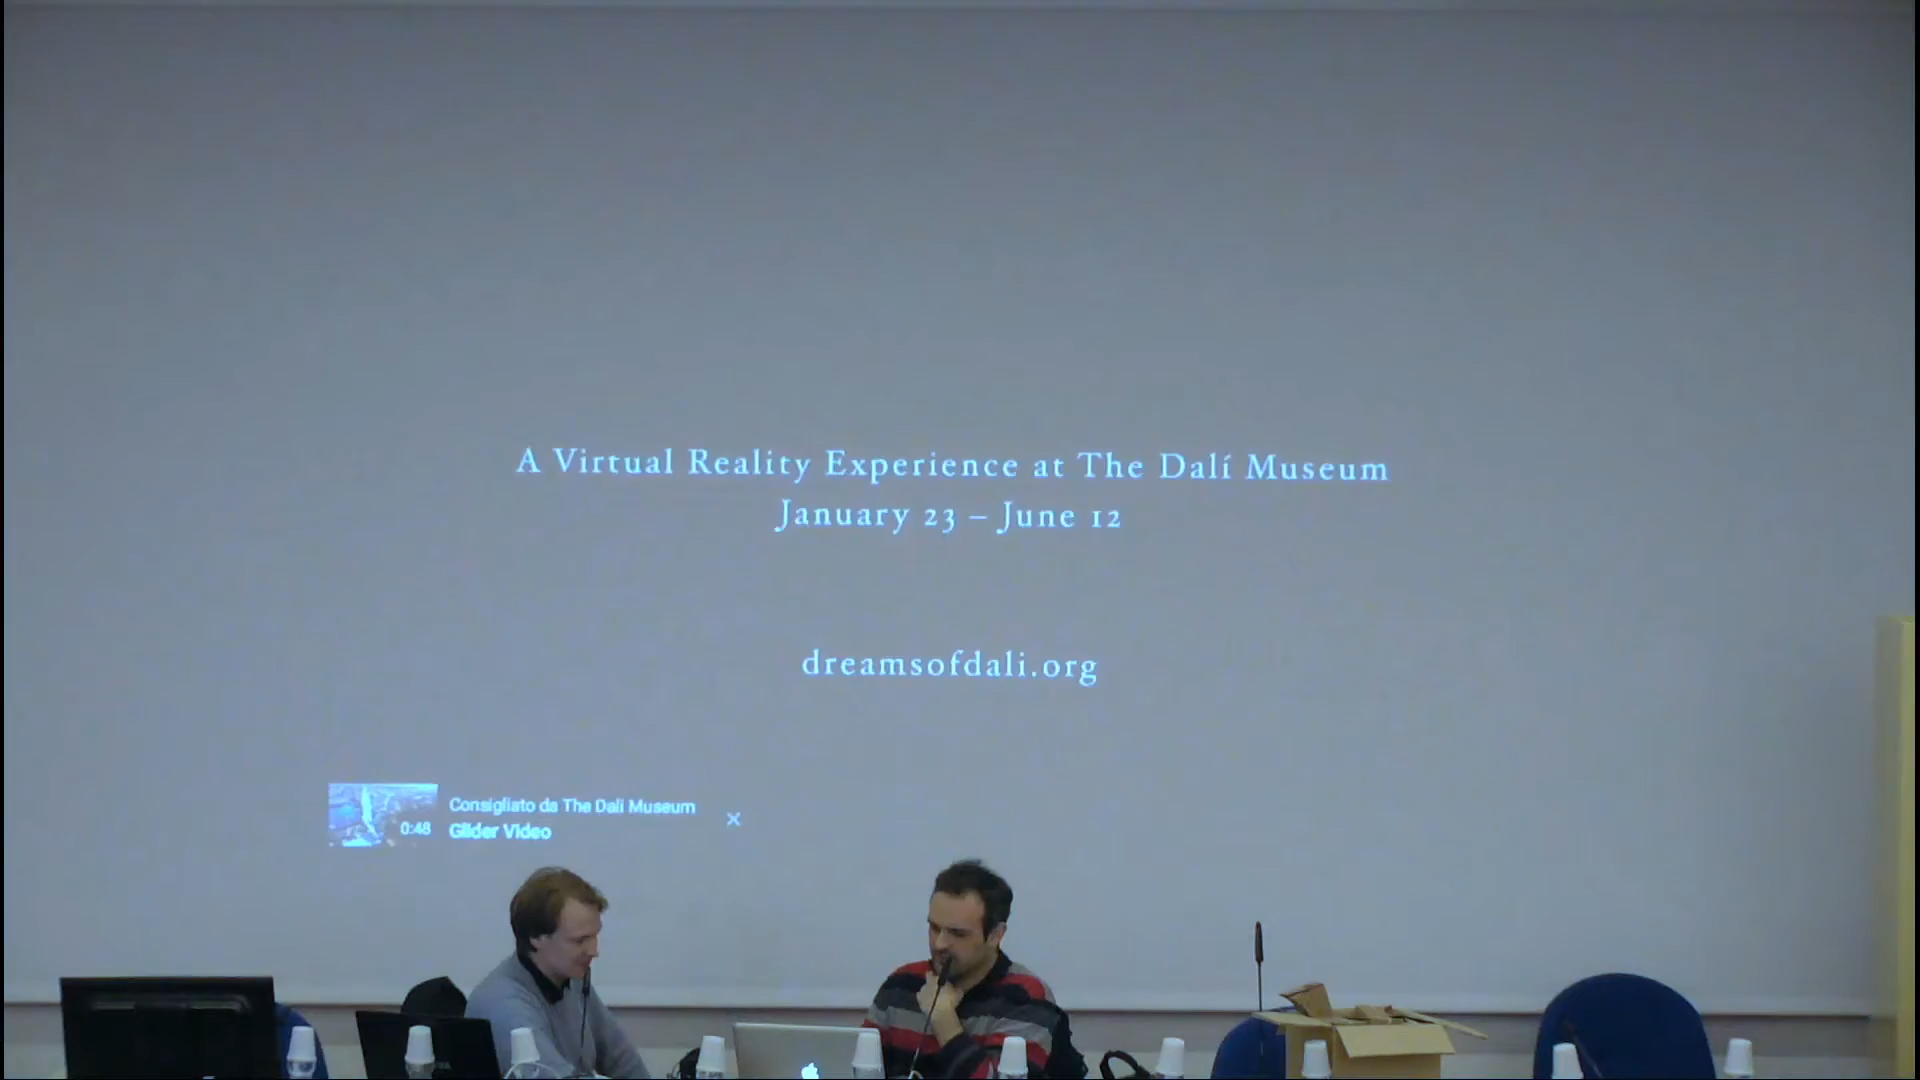 A Virtual Reality Experience at The Dalí Museum
January 23 – June 12
dreamsofdali.org
Consigliato da The Dalí Museum
0:48
Glider Video